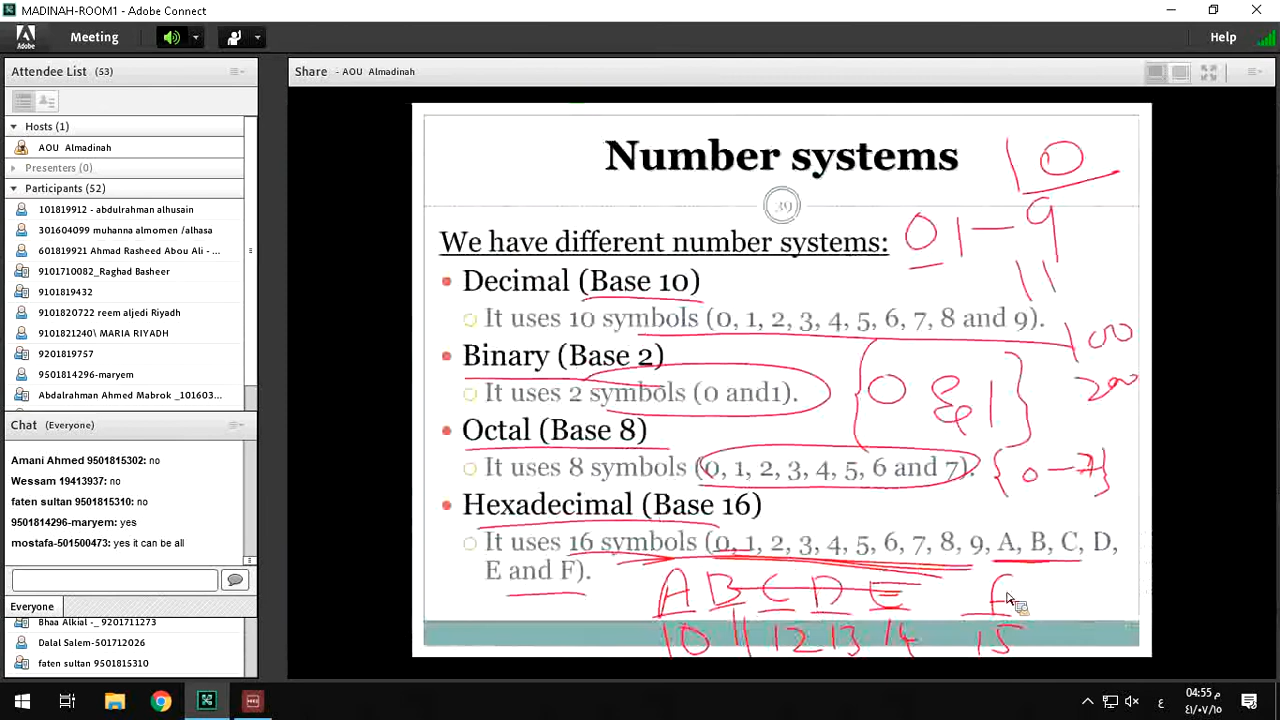 MADINAH-ROOM1 - Adobe Connect
Adobe
Meeting
Help
Attendee List (53)
Hosts (1)
AOU Almadinah
Presenters (0)
Participants (52)
101819912 - abdulrahman alhusain
301604099 muhanna almomen /alhasa
601819921 Ahmad Rasheed Abou Ali - ...
9101710082_Raghad Basheer
9101819432
9101820722 reem aljedri Riyadh
9101821240\ MARIA RIYADH
9201819757
9501814296-maryem
Abdalrahman Ahmed Mabrok _101603...
Chat (Everyone)
Amani Ahmed 9501815302: no
Wessam 19413937: no
faten sultan 9501815310: no
9501814296-maryem: yes
mostafa-501500473: yes it can be all
Everyone
Bhaa Alkial -_ 9201711273
Dalal Salem-501712026
faten sultan 9501815310
Share - AOU Almadinah
Number systems
10
39
We have different number systems:
0 1 — 9
Decimal (Base 10)
11
It uses 10 symbols (0, 1, 2, 3, 4, 5, 6, 7, 8 and 9).
100
Binary (Base 2)
200
It uses 2 symbols (0 and1).
{ 0 & 1 }
Octal (Base 8)
It uses 8 symbols (0, 1, 2, 3, 4, 5, 6 and 7).
{ 0 — 7 }
Hexadecimal (Base 16)
It uses 16 symbols (0, 1, 2, 3, 4, 5, 6, 7, 8, 9, A, B, C, D,
E and F).
A B C D E F
10 11 12 13 14 15
ع
04:55 م
٤١/٠٧/١٥